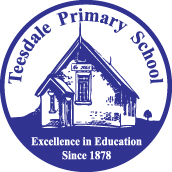 Teesdale Primary School
Excellence in Education
Since 1878